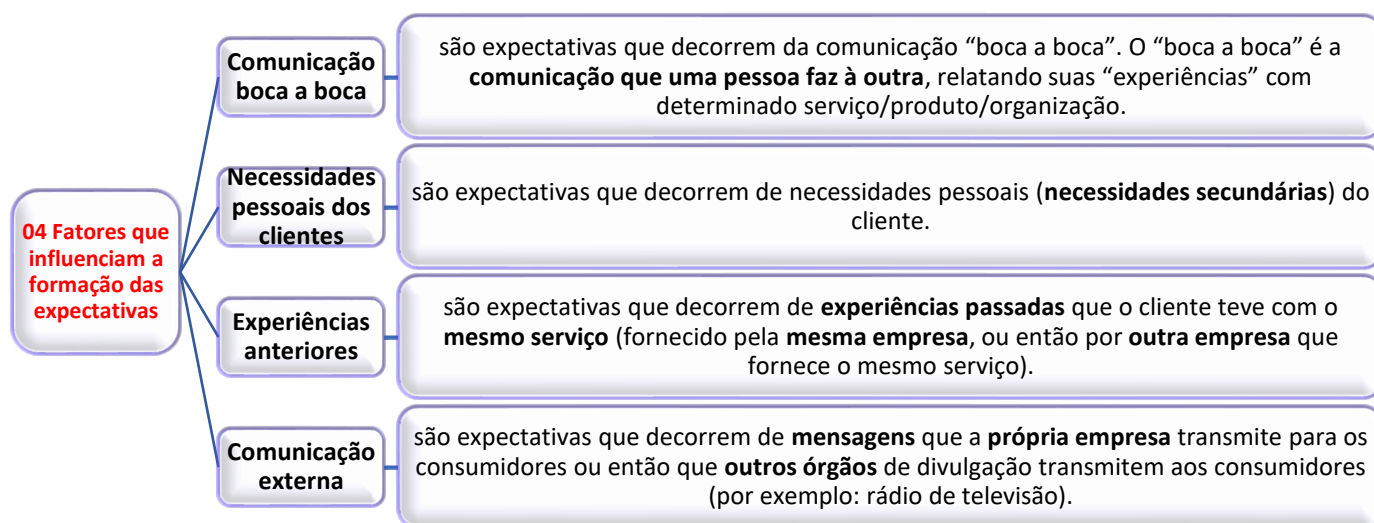 04 Fatores que
influenciam a
formação das
expectativas
Comunicação
boca a boca
são expectativas que decorrem da comunicação “boca a boca”. O “boca a boca” é a
comunicação que uma pessoa faz à outra, relatando suas “experiências” com
determinado serviço/produto/organização.
Necessidades
pessoais dos
clientes
são expectativas que decorrem de necessidades pessoais (necessidades secundárias) do
cliente.
Experiências
anteriores
são expectativas que decorrem de experiências passadas que o cliente teve com o
mesmo serviço (fornecido pela mesma empresa, ou então por outra empresa que
fornece o mesmo serviço).
Comunicação
externa
são expectativas que decorrem de mensagens que a própria empresa transmite para os
consumidores ou então que outros órgãos de divulgação transmitem aos consumidores
(por exemplo: rádio de televisão).